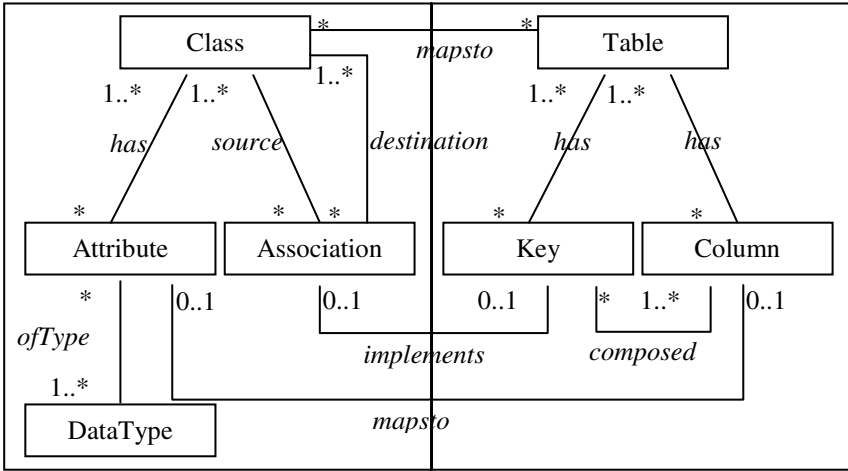 * *
Class Table
mapsto
1..* 1..* 1..* 1..* 1..*
has source destination has has
* * * * *
Attribute Association Key Column
* 0..1 0..1 0..1 * 1..* 0..1
ofType
implements composed
1..*
mapsto
DataType